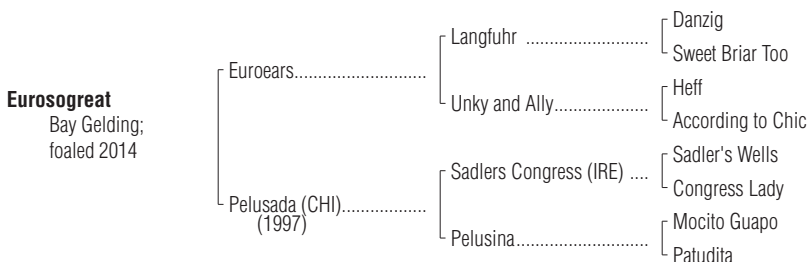 Danzig
Langfuhr ................................
Sweet Briar Too
Euroears...................................
Heff
Unky and Ally........................
According to Chic
Eurosogreat
Bay Gelding;
foaled 2014
Sadler's Wells
Sadlers Congress (IRE) .....
Congress Lady
Pelusada (CHI)......................
(1997)
Mocito Guapo
Pelusina..................................
Patudita